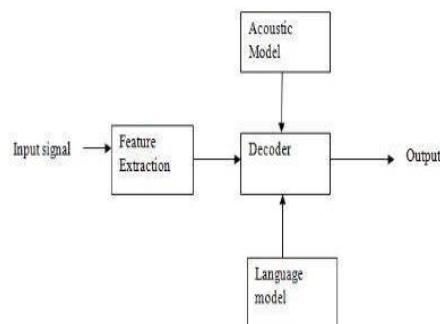 Acoustic
Model
Input signal
Feature
Extraction
Decoder
Output
Language
model